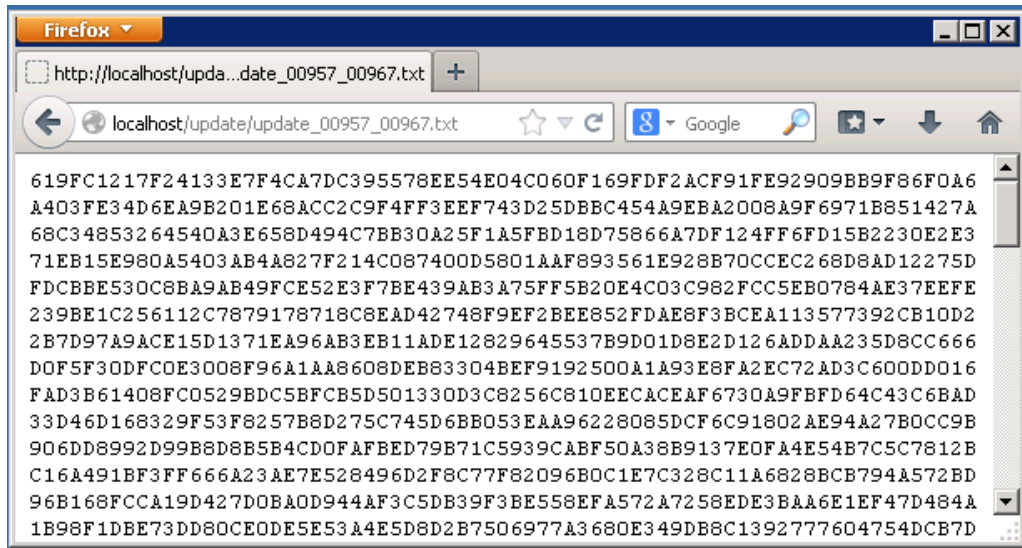 Firefox
http://localhost/upda...date_00957_00967.txt
localhost/update/update_00957_00967.txt
Google
619FC1217F24133E7F4CA7DC395578EE54E04C060F169FDF2ACF91FE92909BB9F86F0A6
A403FE34D6EA9B201E68ACC2C9F4FF3EEF743D25DBBC454A9EBA2008A9F6971B851427A
68C34853264540A3E658D494C7BB30A25F1A5FBD18D75866A7DF124FF6FD15B2230E2E3
71EB15E980A5403AB4A827F214C087400D5801AAF893561E928B70CCEC268D8AD12275D
FDCBBE530C8BA9AB49FCE52E3F7BE439AB3A75FF5B20E4C03C982FCC5EB0784AE37EEFE
239BE1C256112C7879178718C8EAD42748F9EF2BEE852FDAE8F3BCEA113577392CB10D2
2B7D97A9ACE15D1371EA96AB3EB11ADE12829645537B9D01D8E2D126ADDAA235D8CC666
D0F5F30DFC0E3008F96A1AA8608DEB83304BEF9192500A1A93E8FA2EC72AD3C600DD016
FAD3B61408FC0529BDC5BFCB5D501330D3C8256C810EECACEAF6730A9FBFD64C43C6BAD
33D46D168329F53F8257B8D275C745D6BB053EAA96228085DCF6C91802AE94A27B0CC9B
906DD8992D99B8D8B5B4CD0FAFBED79B71C5939CABF50A38B9137E0FA4E54B7C5C7812B
C16A491BF3FF666A23AE7E528496D2F8C77F82096B0C1E7C328C11A6828BCB794A572BD
96B168FCCA19D427D0BA0D944AF3C5DB39F3BE558EFA572A7258EDE3BAA6E1EF47D484A
1B98F1DBE73DD80CE0DE5E53A4E5D8D2B7506977A3680E349DB8C1392777604754DCB7D